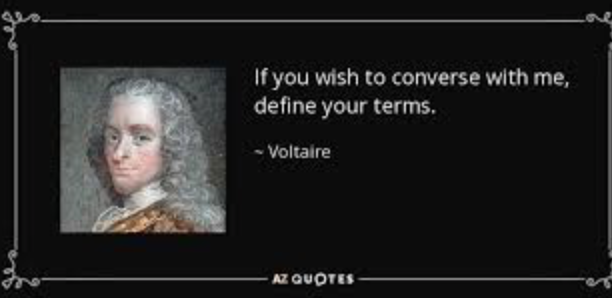 If you wish to converse with me,
define your terms.
~ Voltaire
AZ QUOTES